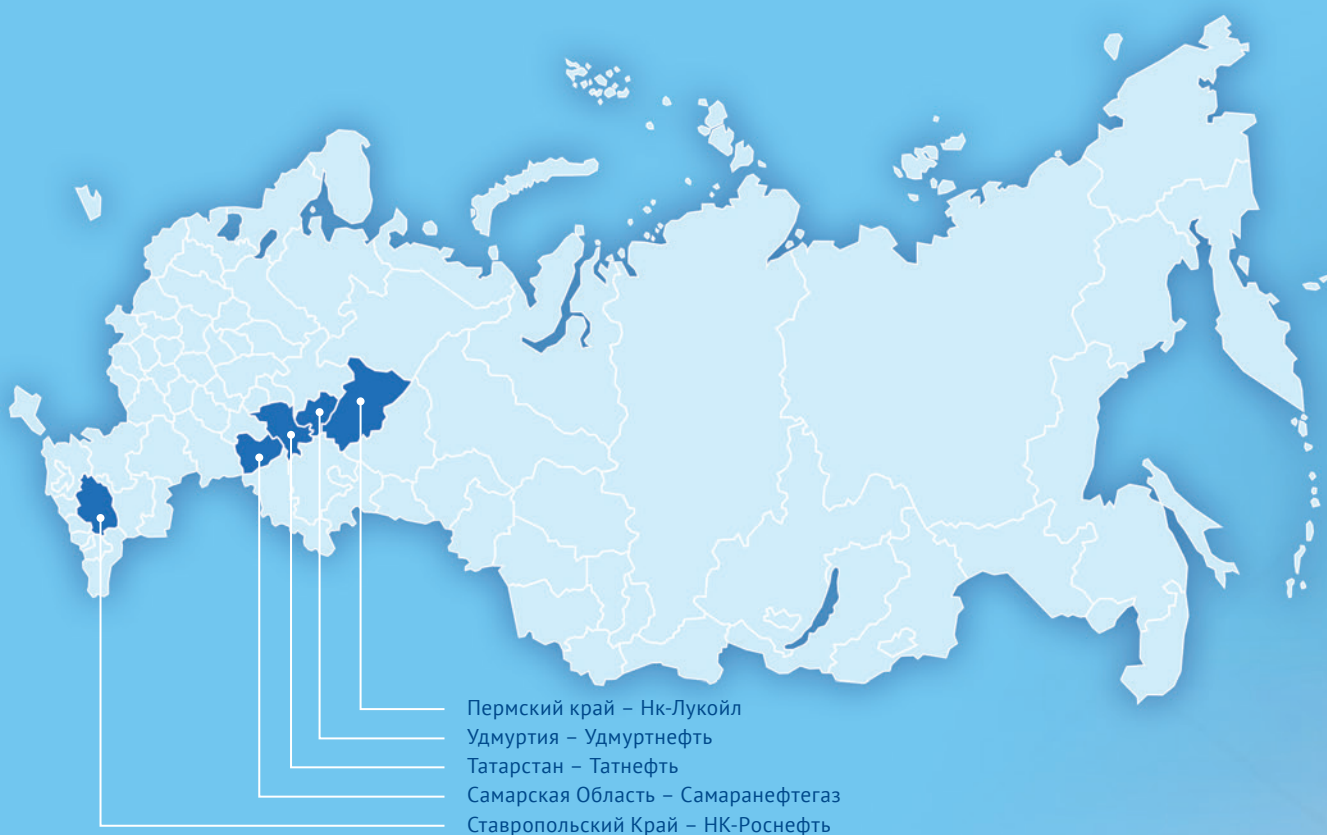 Пермский край – Нк-Лукойл
Удмуртия – Удмуртнефть
Татарстан – Татнефть
Самарская Область – Самаранефтегаз
Ставропольский Край – НК-Роснефть